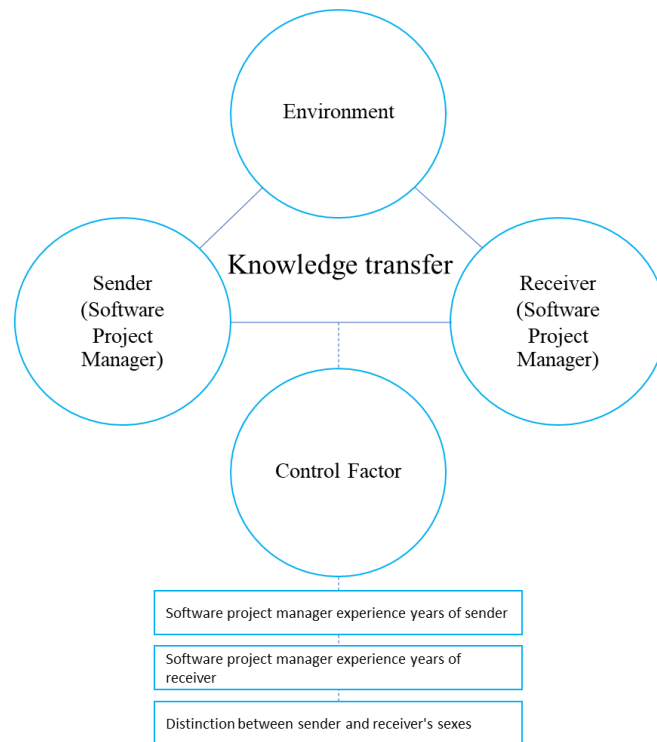 Environment
Knowledge transfer
Sender
(Software
Project
Manager)
Receiver
(Software
Project
Manager)
Control Factor
Software project manager experience years of sender
Software project manager experience years of
receiver
Distinction between sender and receiver's sexes